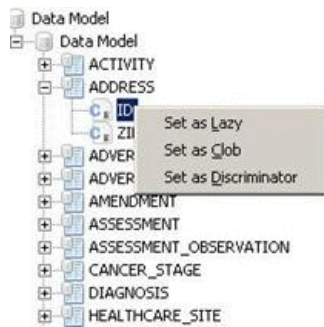 Data Model
Data Model
ACTIVITY
ADDRESS
ID
Set as Lazy
Set as Clob
Set as Discriminator
ADVER
ADVER
AMENDMENT
ASSESSMENT
ASSESSMENT_OBSERVATION
CANCER_STAGE
DIAGNOSIS
HEALTHCARE_SITE